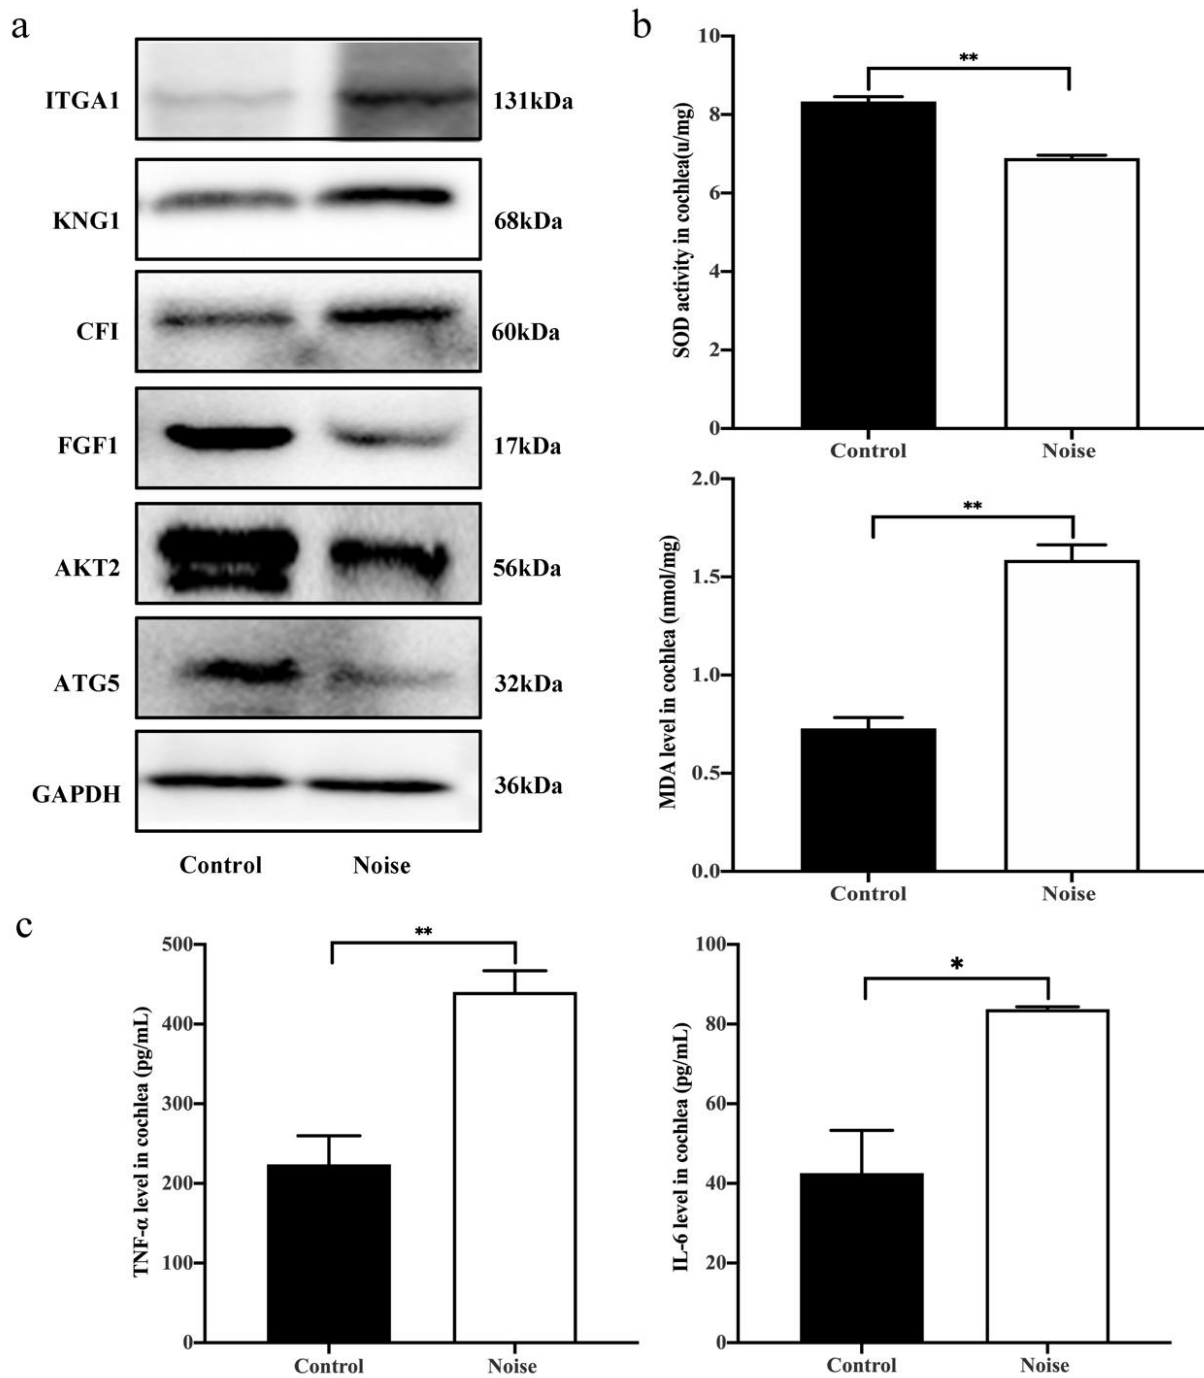 a
ITGA1 131kDa
KNG1 68kDa
CFI 60kDa
FGF1 17kDa
AKT2 56kDa
ATG5 32kDa
GAPDH 36kDa
Control Noise
b
SOD activity in cochlea(u/mg)
10
8
6
4
2
0
**
Control Noise
MDA level in cochlea (nmol/mg)
2.0
1.5
1.0
0.5
0.0
**
Control Noise
c
TNF-α level in cochlea (pg/mL)
500
400
300
200
100
0
**
Control Noise
IL-6 level in cochlea (pg/mL)
100
80
60
40
20
0
*
Control Noise